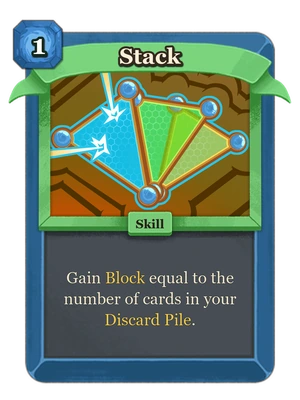 1
Stack
Skill
Gain Block equal to the
number of cards in your
Discard Pile.